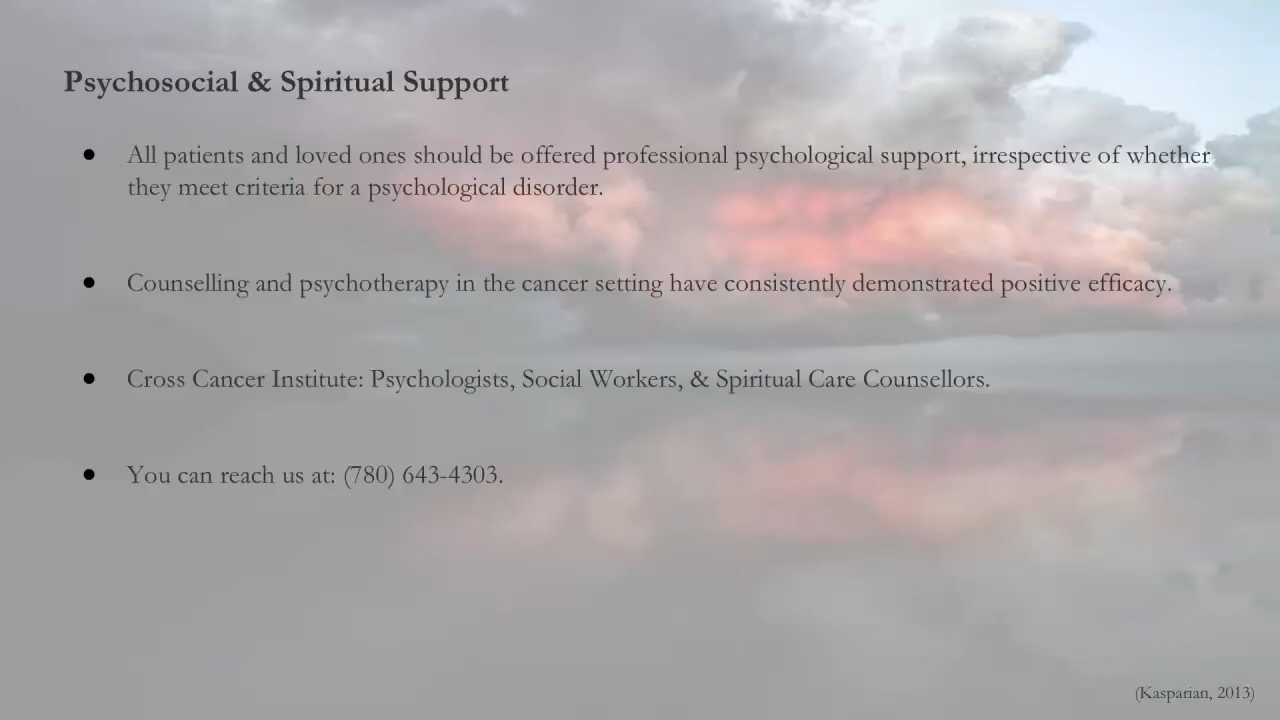 Psychosocial & Spiritual Support
● All patients and loved ones should be offered professional psychological support, irrespective of whether
they meet criteria for a psychological disorder.
● Counselling and psychotherapy in the cancer setting have consistently demonstrated positive efficacy.
● Cross Cancer Institute: Psychologists, Social Workers, & Spiritual Care Counsellors.
● You can reach us at: (780) 643-4303.
(Kasparian, 2013)